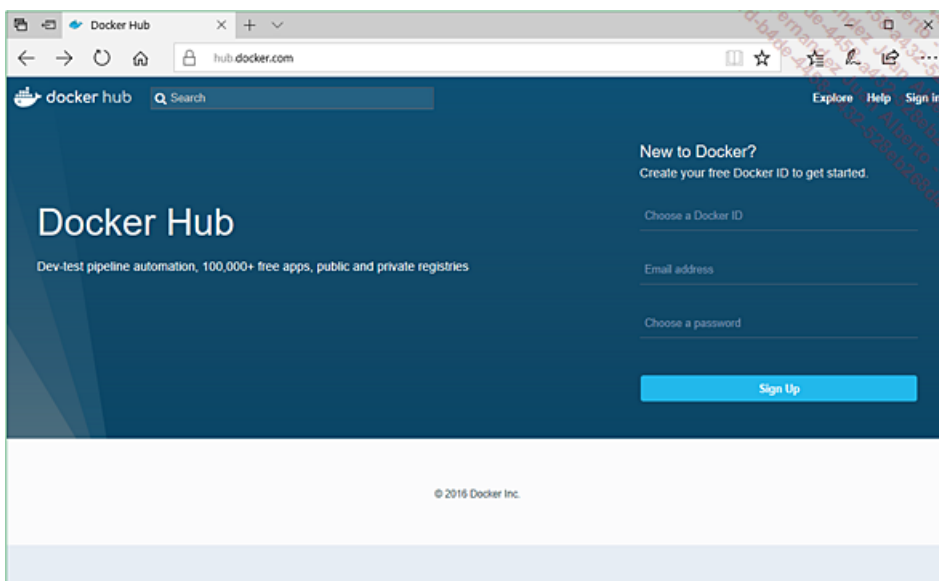 Docker Hub
hub.docker.com
docker hub
Search
Explore Help Sign in
New to Docker?
Create your free Docker ID to get started.
Choose a Docker ID
Docker Hub
Email address
Dev-test pipeline automation, 100,000+ free apps, public and private registries
Choose a password
Sign Up
© 2016 Docker Inc.